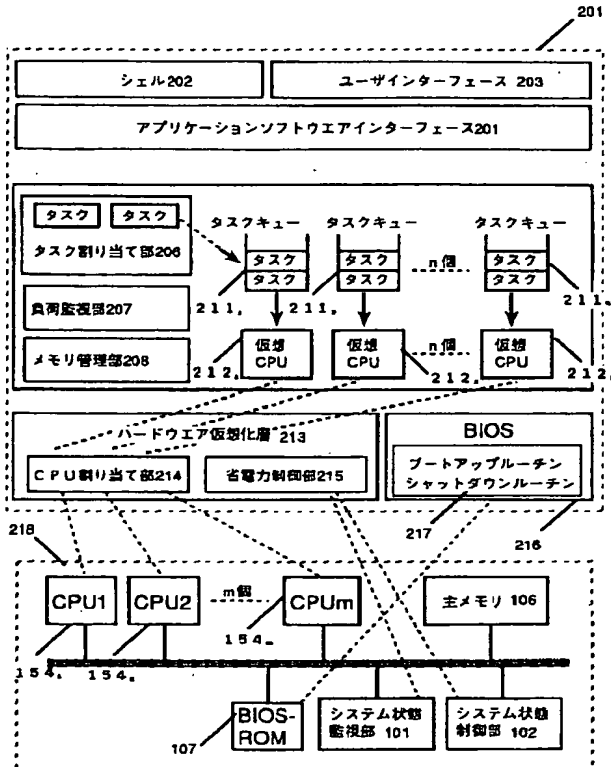 201
シェル202
ユーザインターフェース 203
アプリケーションソフトウエアインターフェース201
タスク
タスク
タスク割り当て部206
負荷監視部207
メモリ管理部208
タスクキュー
タスクキュー
タスクキュー
タスク
タスク
タスク
タスク
n個
タスク
タスク
211
211
211
仮想
CPU
仮想
CPU
n個
仮想
CPU
212
212
212
ハードウエア仮想化層 213
CPU割り当て部214
省電力制御部215
BIOS
ブートアップルーチン
シャットダウンルーチン
217
216
218
CPU1
CPU2
m個
CPUm
主メモリ 106
154
154
154
107
BIOS-
ROM
システム状態
監視部 101
システム状態
制御部 102